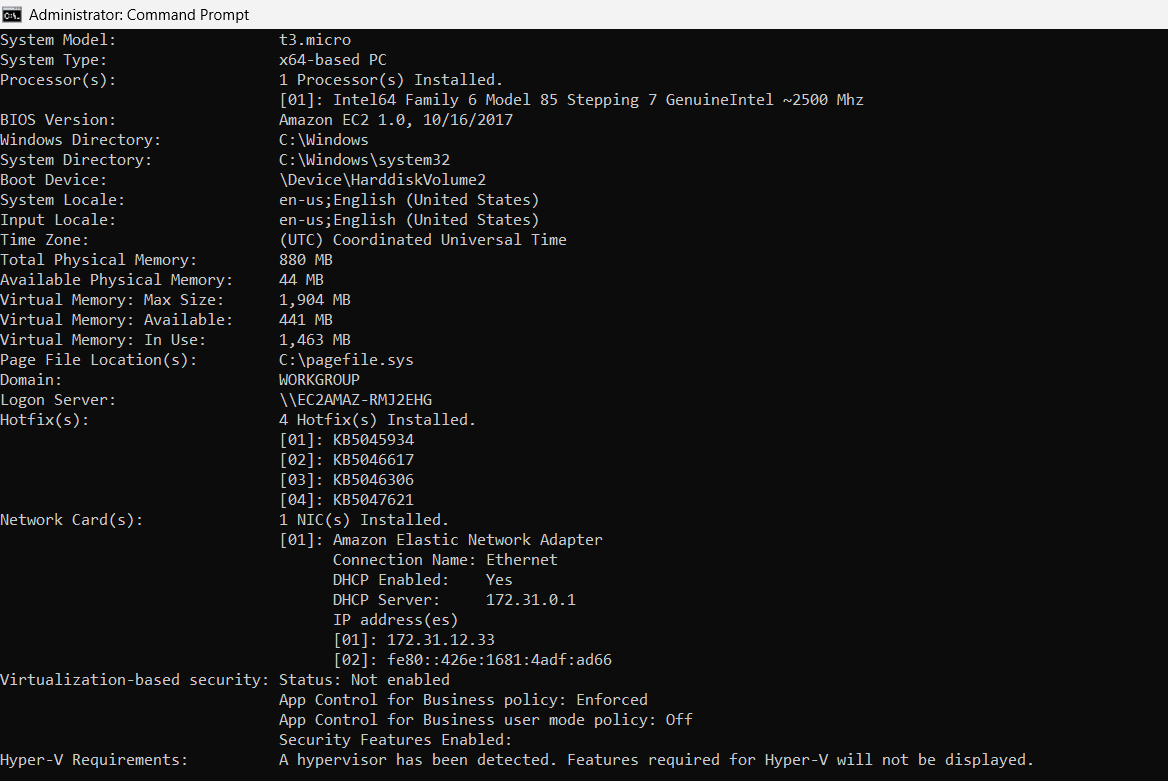 Administrator: Command Prompt
System Model:              t3.micro
System Type:               x64-based PC
Processor(s):              1 Processor(s) Installed.
                           [01]: Intel64 Family 6 Model 85 Stepping 7 GenuineIntel ~2500 Mhz
BIOS Version:              Amazon EC2 1.0, 10/16/2017
Windows Directory:         C:\Windows
System Directory:          C:\Windows\system32
Boot Device:               \Device\HarddiskVolume2
System Locale:             en-us;English (United States)
Input Locale:              en-us;English (United States)
Time Zone:                 (UTC) Coordinated Universal Time
Total Physical Memory:     880 MB
Available Physical Memory: 44 MB
Virtual Memory: Max Size:  1,904 MB
Virtual Memory: Available: 441 MB
Virtual Memory: In Use:    1,463 MB
Page File Location(s):     C:\pagefile.sys
Domain:                    WORKGROUP
Logon Server:              \\EC2AMAZ-RMJ2EHG
Hotfix(s):                 4 Hotfix(s) Installed.
                           [01]: KB5045934
                           [02]: KB5046617
                           [03]: KB5046306
                           [04]: KB5047621
Network Card(s):           1 NIC(s) Installed.
                           [01]: Amazon Elastic Network Adapter
                                 Connection Name: Ethernet
                                 DHCP Enabled:    Yes
                                 DHCP Server:     172.31.0.1
                                 IP address(es)
                                 [01]: 172.31.12.33
                                 [02]: fe80::426e:1681:4adf:ad66
Virtualization-based security: Status: Not enabled
                               App Control for Business policy: Enforced
                               App Control for Business user mode policy: Off
                               Security Features Enabled:
Hyper-V Requirements:          A hypervisor has been detected. Features required for Hyper-V will not be displayed.